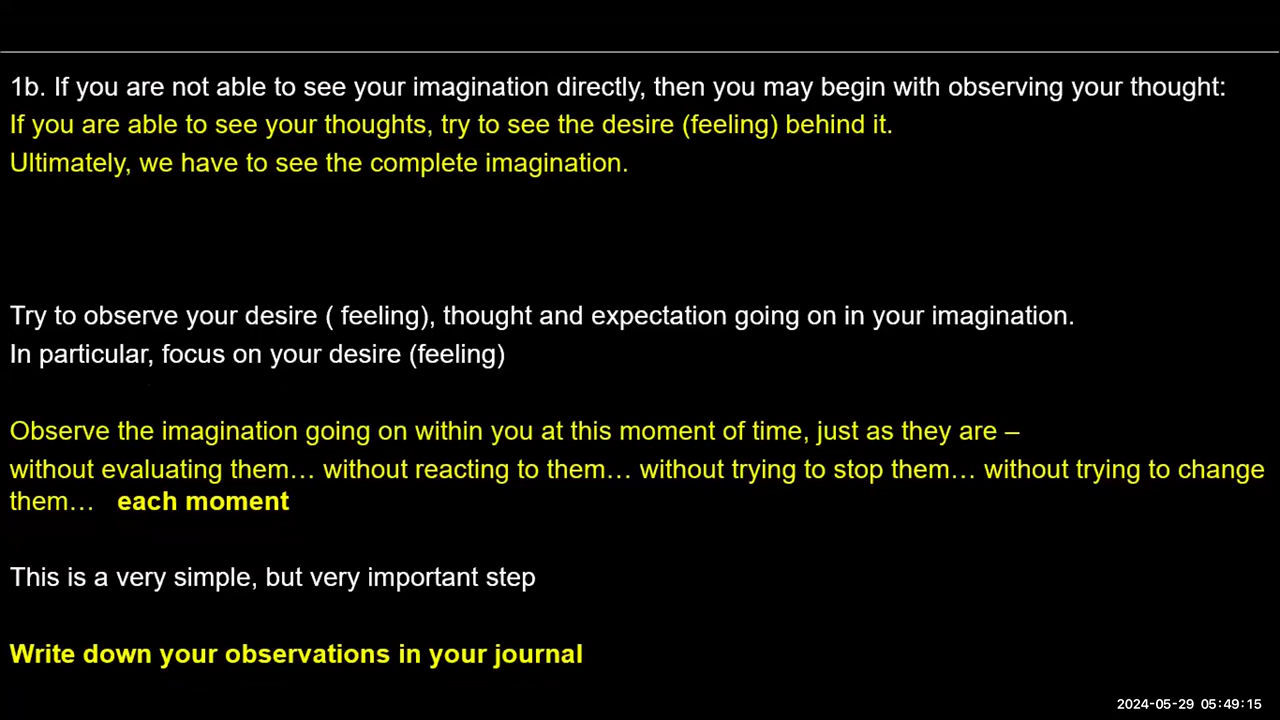 1b. If you are not able to see your imagination directly, then you may begin with observing your thought:
If you are able to see your thoughts, try to see the desire (feeling) behind it.
Ultimately, we have to see the complete imagination.
Try to observe your desire ( feeling), thought and expectation going on in your imagination.
In particular, focus on your desire (feeling)
Observe the imagination going on within you at this moment of time, just as they are –
without evaluating them… without reacting to them… without trying to stop them… without trying to change
them… each moment
This is a very simple, but very important step
Write down your observations in your journal
2024-05-29 05:49:15